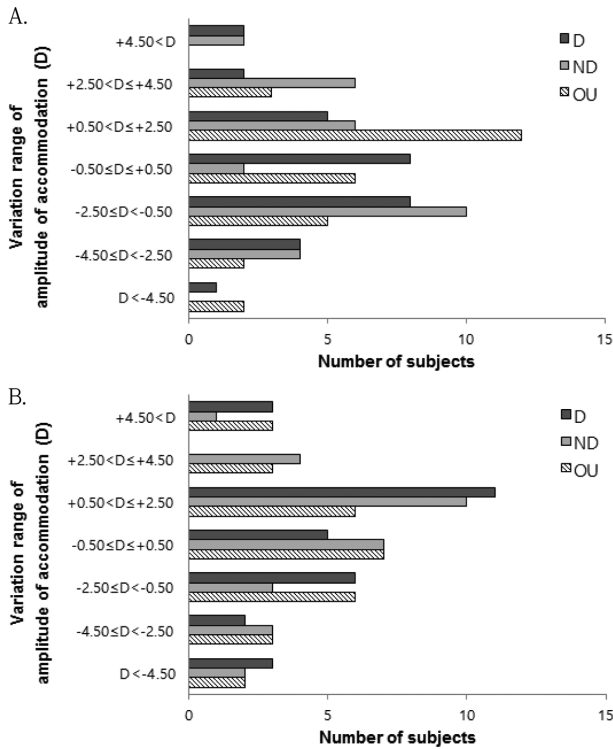 A.
Variation range of
amplitude of accommodation (D)
+4.50<D
+2.50<D≤+4.50
+0.50<D≤+2.50
-0.50≤D≤+0.50
-2.50≤D<-0.50
-4.50≤D<-2.50
D<-4.50
D
ND
OU
0 5 10 15
Number of subjects
B.
Variation range of
amplitude of accommodation (D)
+4.50<D
+2.50<D≤+4.50
+0.50<D≤+2.50
-0.50≤D≤+0.50
-2.50≤D<-0.50
-4.50≤D<-2.50
D<-4.50
D
ND
OU
0 5 10 15
Number of subjects